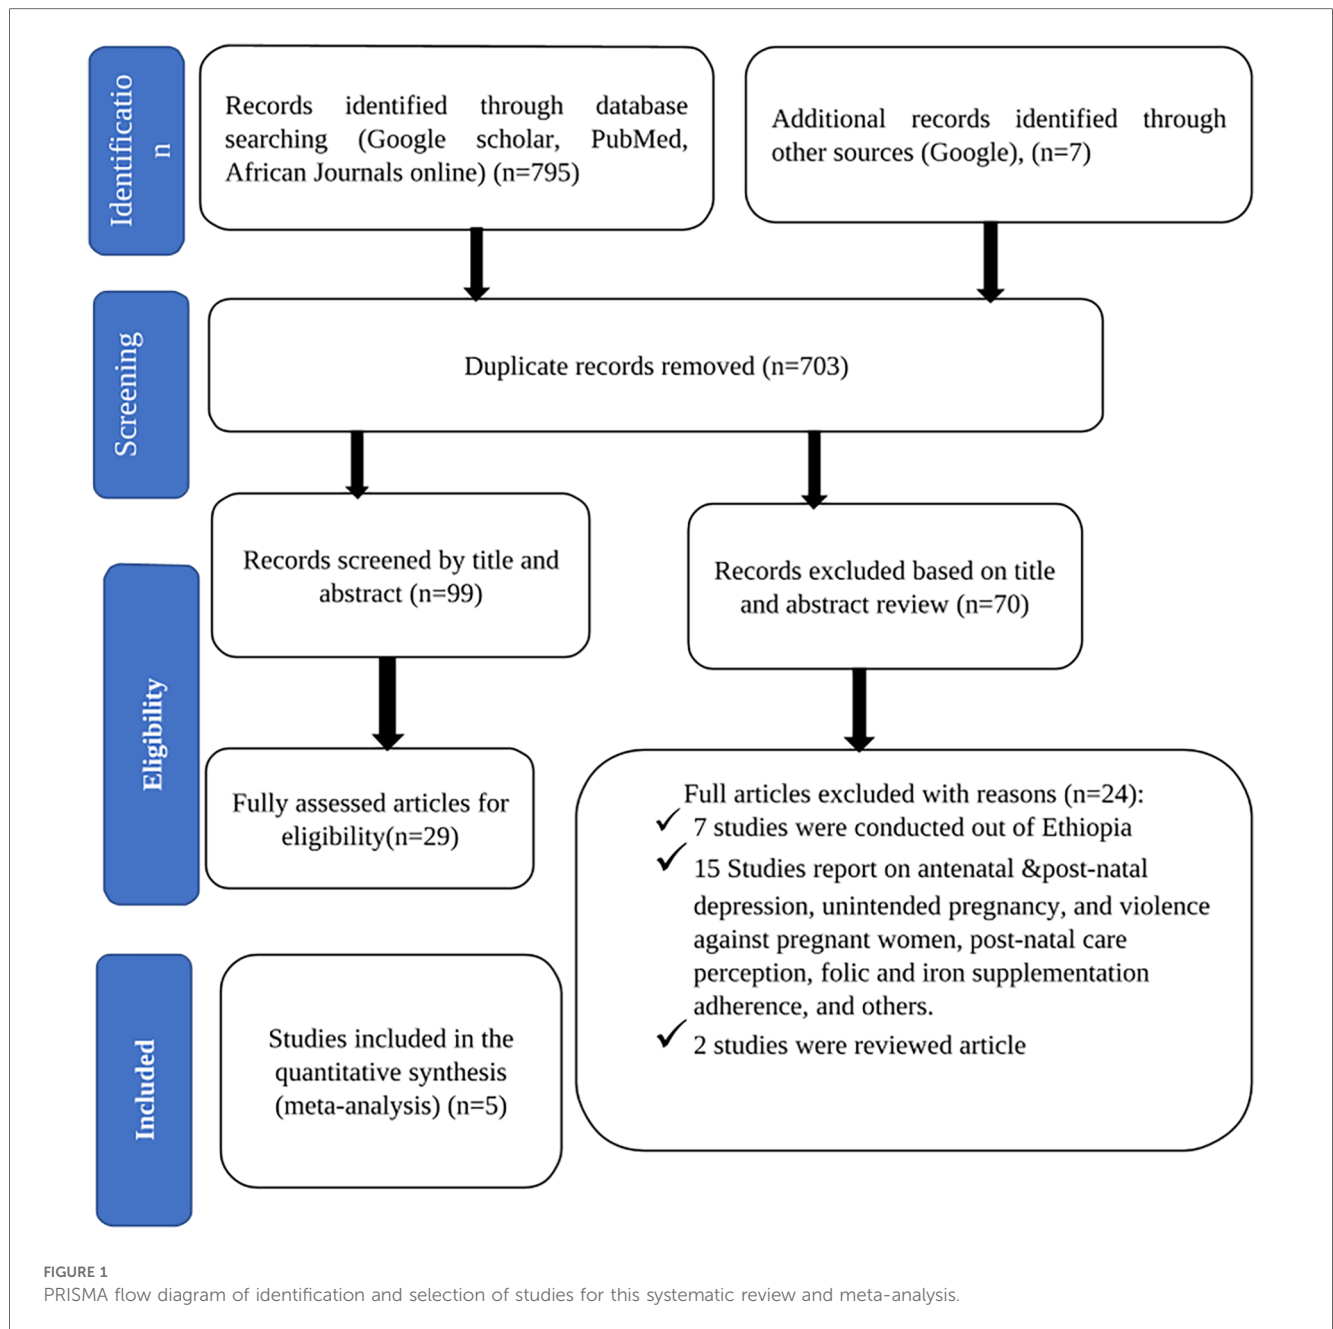 Identificatio
n
Records identified through database
searching (Google scholar, PubMed,
African Journals online) (n=795)
Additional records identified through
other sources (Google), (n=7)
Screening
Duplicate records removed (n=703)
Eligibility
Records screened by title and
abstract (n=99)
Records excluded based on title
and abstract review (n=70)
Fully assessed articles for
eligibility(n=29)
Full articles excluded with reasons (n=24):
✓ 7 studies were conducted out of Ethiopia
✓ 15 Studies report on antenatal &post-natal
depression, unintended pregnancy, and violence
against pregnant women, post-natal care
perception, folic and iron supplementation
adherence, and others.
✓ 2 studies were reviewed article
Included
Studies included in the
quantitative synthesis
(meta-analysis) (n=5)
FIGURE 1
PRISMA flow diagram of identification and selection of studies for this systematic review and meta-analysis.